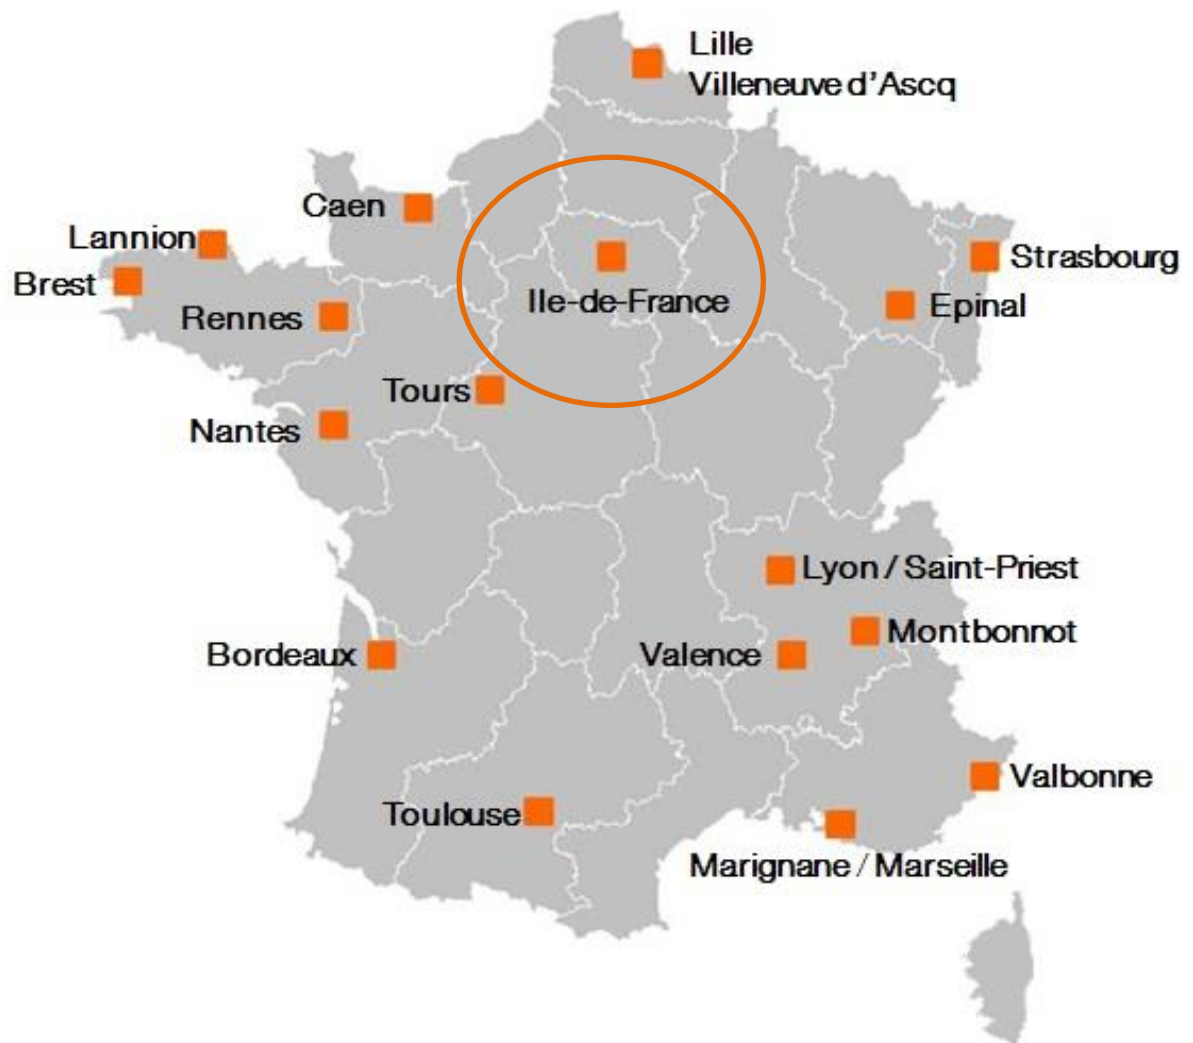 Lille
Villeneuve d'Ascq
Caen
Lannion
Brest
Rennes
Ile-de-France
Strasbourg
Epinal
Tours
Nantes
Lyon / Saint-Priest
Montbonnot
Bordeaux
Valence
Valbonne
Toulouse
Marignane / Marseille